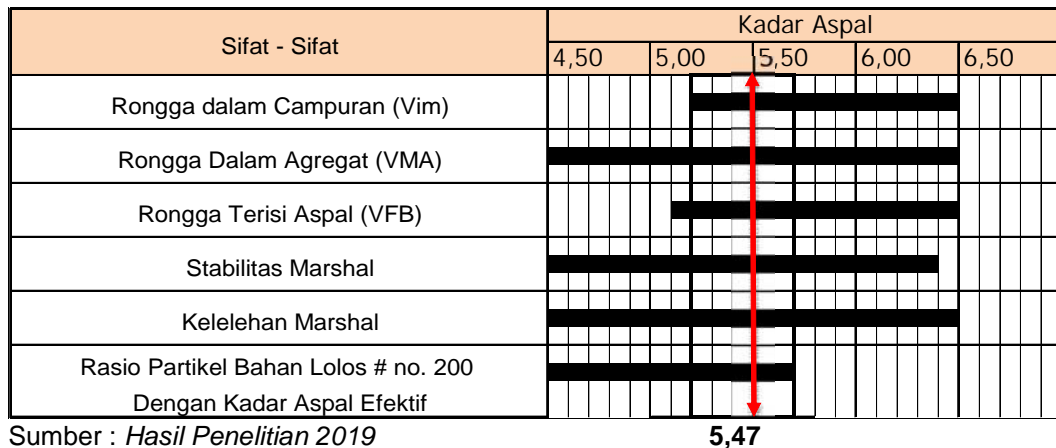 Sifat - Sifat
Kadar Aspal
4,50 5,00 5,50 6,00 6,50
Rongga dalam Campuran (Vim)
Rongga Dalam Agregat (VMA)
Rongga Terisi Aspal (VFB)
Stabilitas Marshal
Kelelehan Marshal
Rasio Partikel Bahan Lolos # no. 200
Dengan Kadar Aspal Efektif
Sumber : Hasil Penelitian 2019
5,47